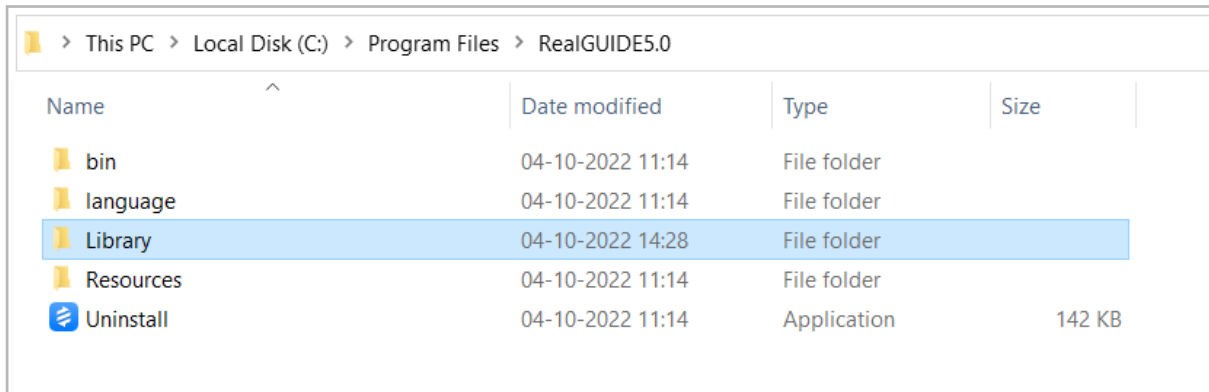 This PC > Local Disk (C:) > Program Files > RealGUIDE5.0
Name Date modified Type Size
bin 04-10-2022 11:14 File folder
language 04-10-2022 11:14 File folder
Library 04-10-2022 14:28 File folder
Resources 04-10-2022 11:14 File folder
Uninstall 04-10-2022 11:14 Application 142 KB